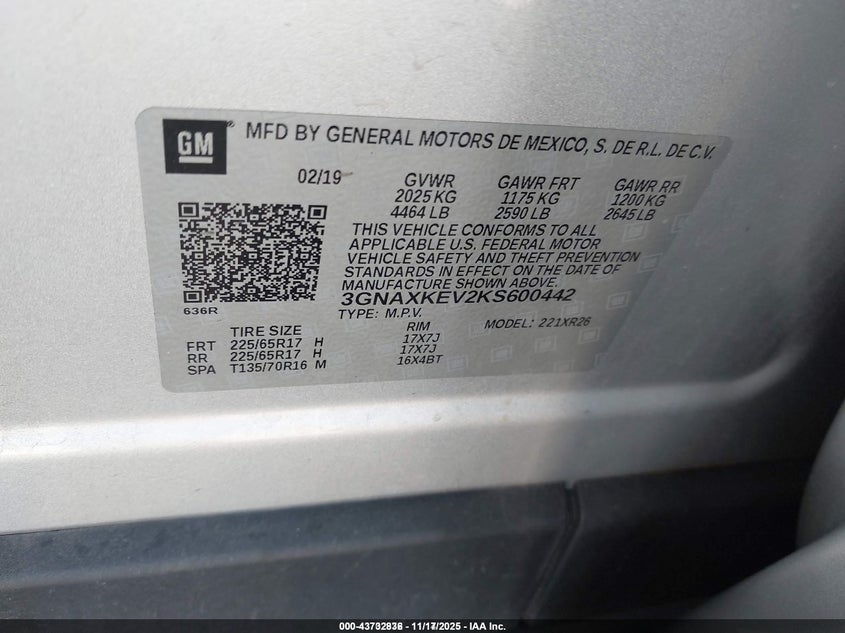 GM ® MFD BY GENERAL MOTORS DE MEXICO, S. DE R.L. DE C.V.
02/19 GVWR GAWR FRT GAWR RR
2025 KG 1175 KG 1200 KG
4464 LB 2590 LB 2645 LB
THIS VEHICLE CONFORMS TO ALL
APPLICABLE U.S. FEDERAL MOTOR
VEHICLE SAFETY AND THEFT PREVENTION
STANDARDS IN EFFECT ON THE DATE OF
MANUFACTURE SHOWN ABOVE.
3GNAXKEV2KS600442
636R
TYPE: M.P.V. MODEL: 221XR26
TIRE SIZE RIM
FRT 225/65R17 H 17X7J
RR 225/65R17 H 17X7J
SPA T135/70R16 M 16X4BT
11/17/2025 - IAA Inc.